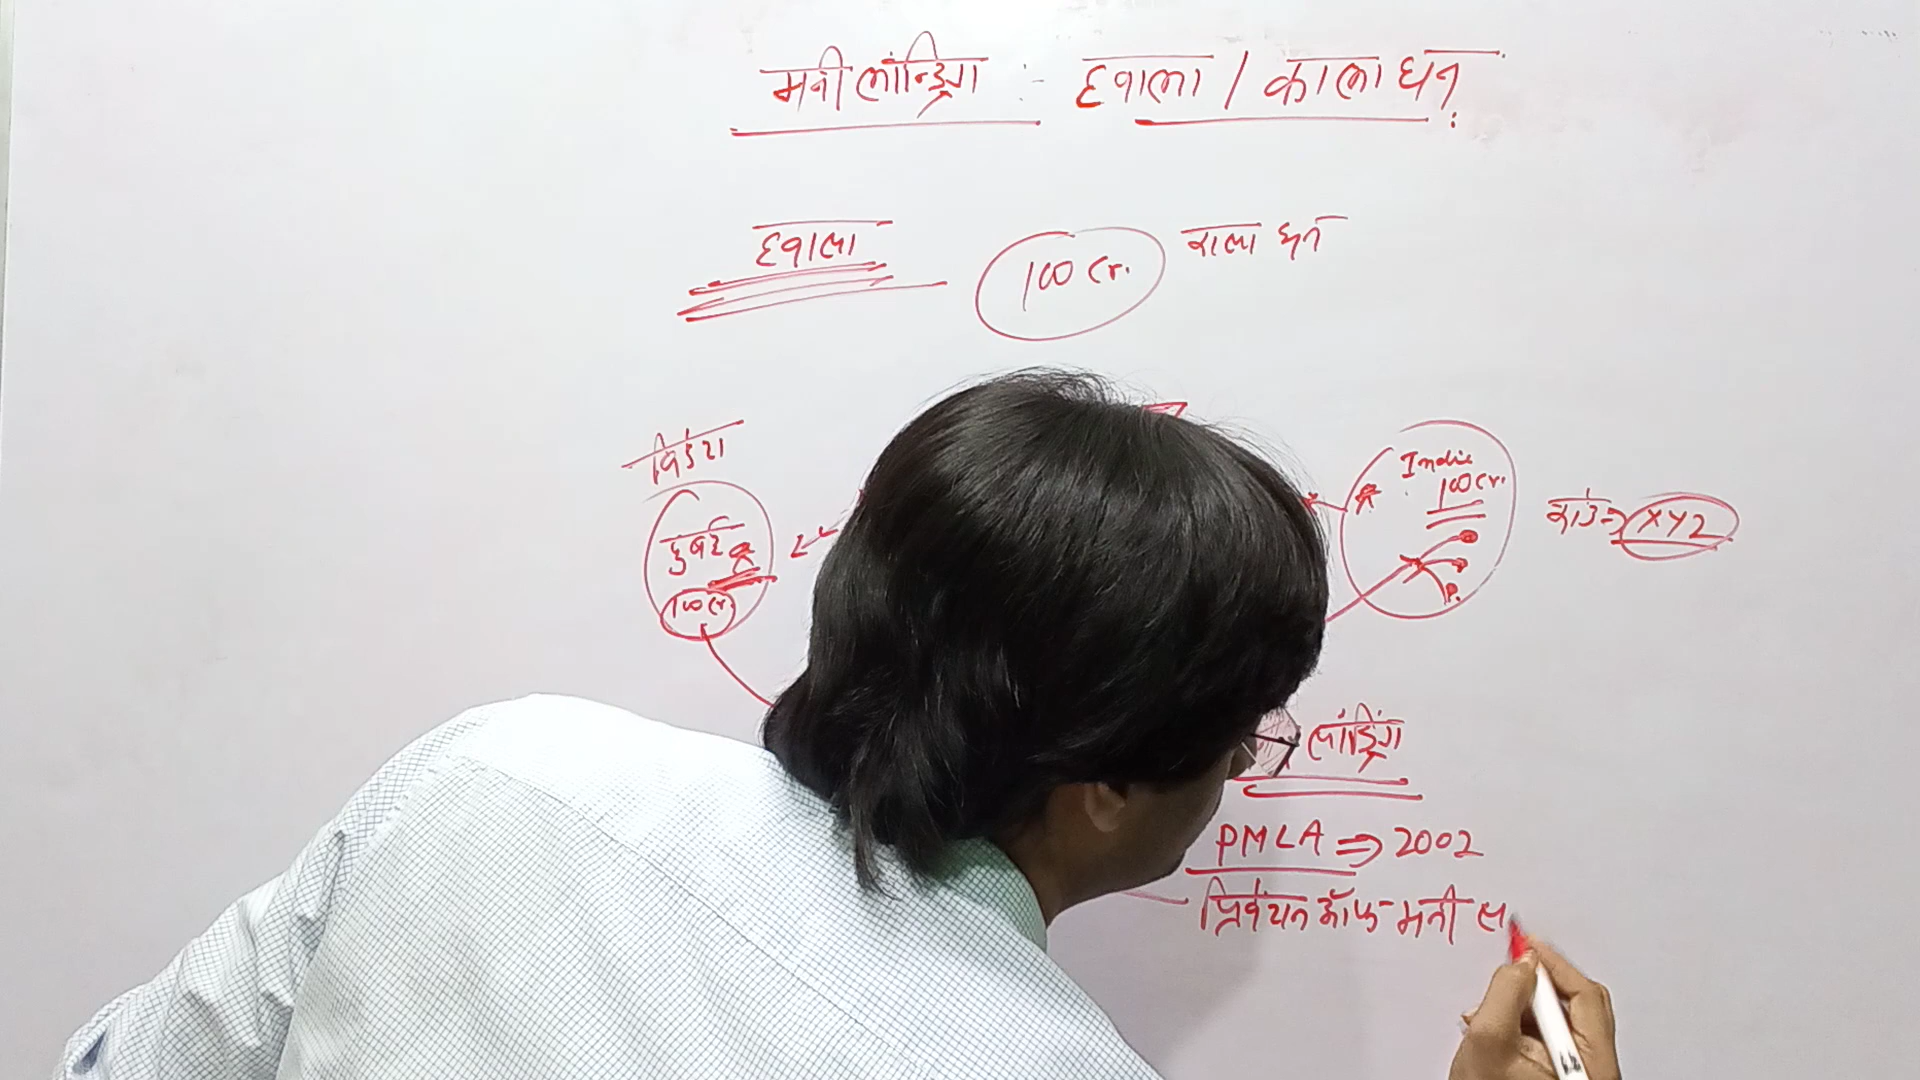 मनी लॉन्ड्रिंग :- हवाला / काला धन
हवाला
100 Cr.
काला धन
विदेश
दुबई
100 Cr.
India
100 Cr.
P.
कोड => XYZ
लांड्रिंग
PMLA => 2002
प्रिवेंशन ऑफ मनी ल